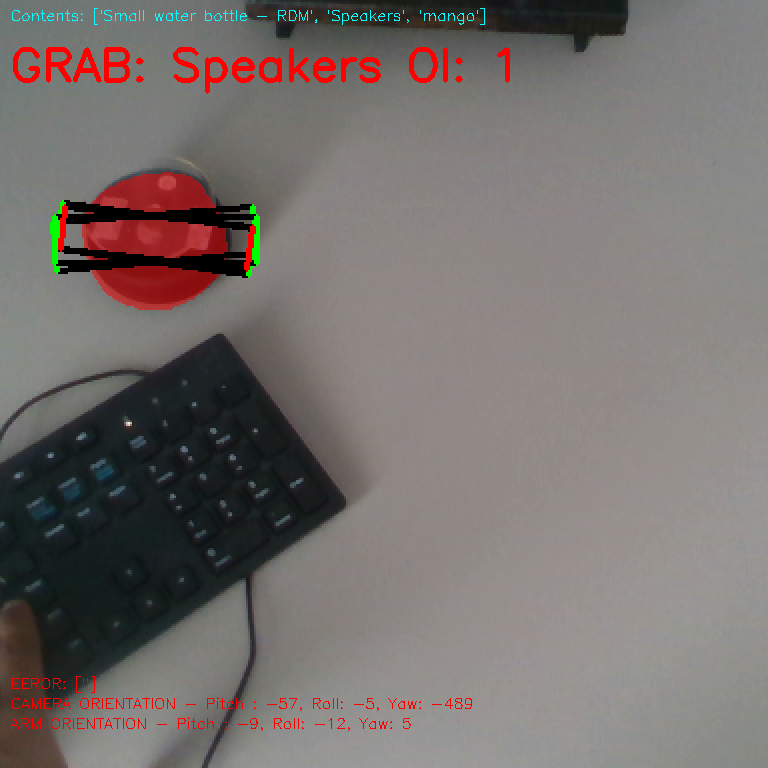 Contents: ['Small water bottle - RDM', 'Speakers', 'mango']
GRAB: Speakers OI: 1
EEROR: ['']
CAMERA ORIENTATION - Pitch : -57, Roll: -5, Yaw: -489
ARM ORIENTATION - Pitch : -9, Roll: -12, Yaw: 5